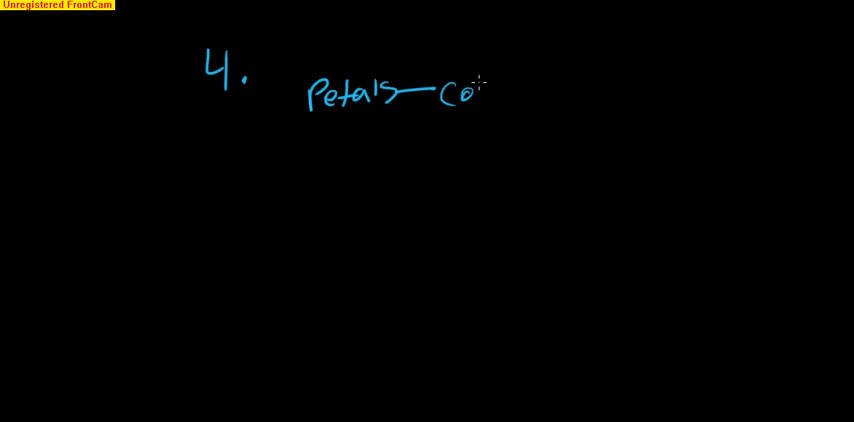 Unregistered FrontCam
4.
Petals — Co